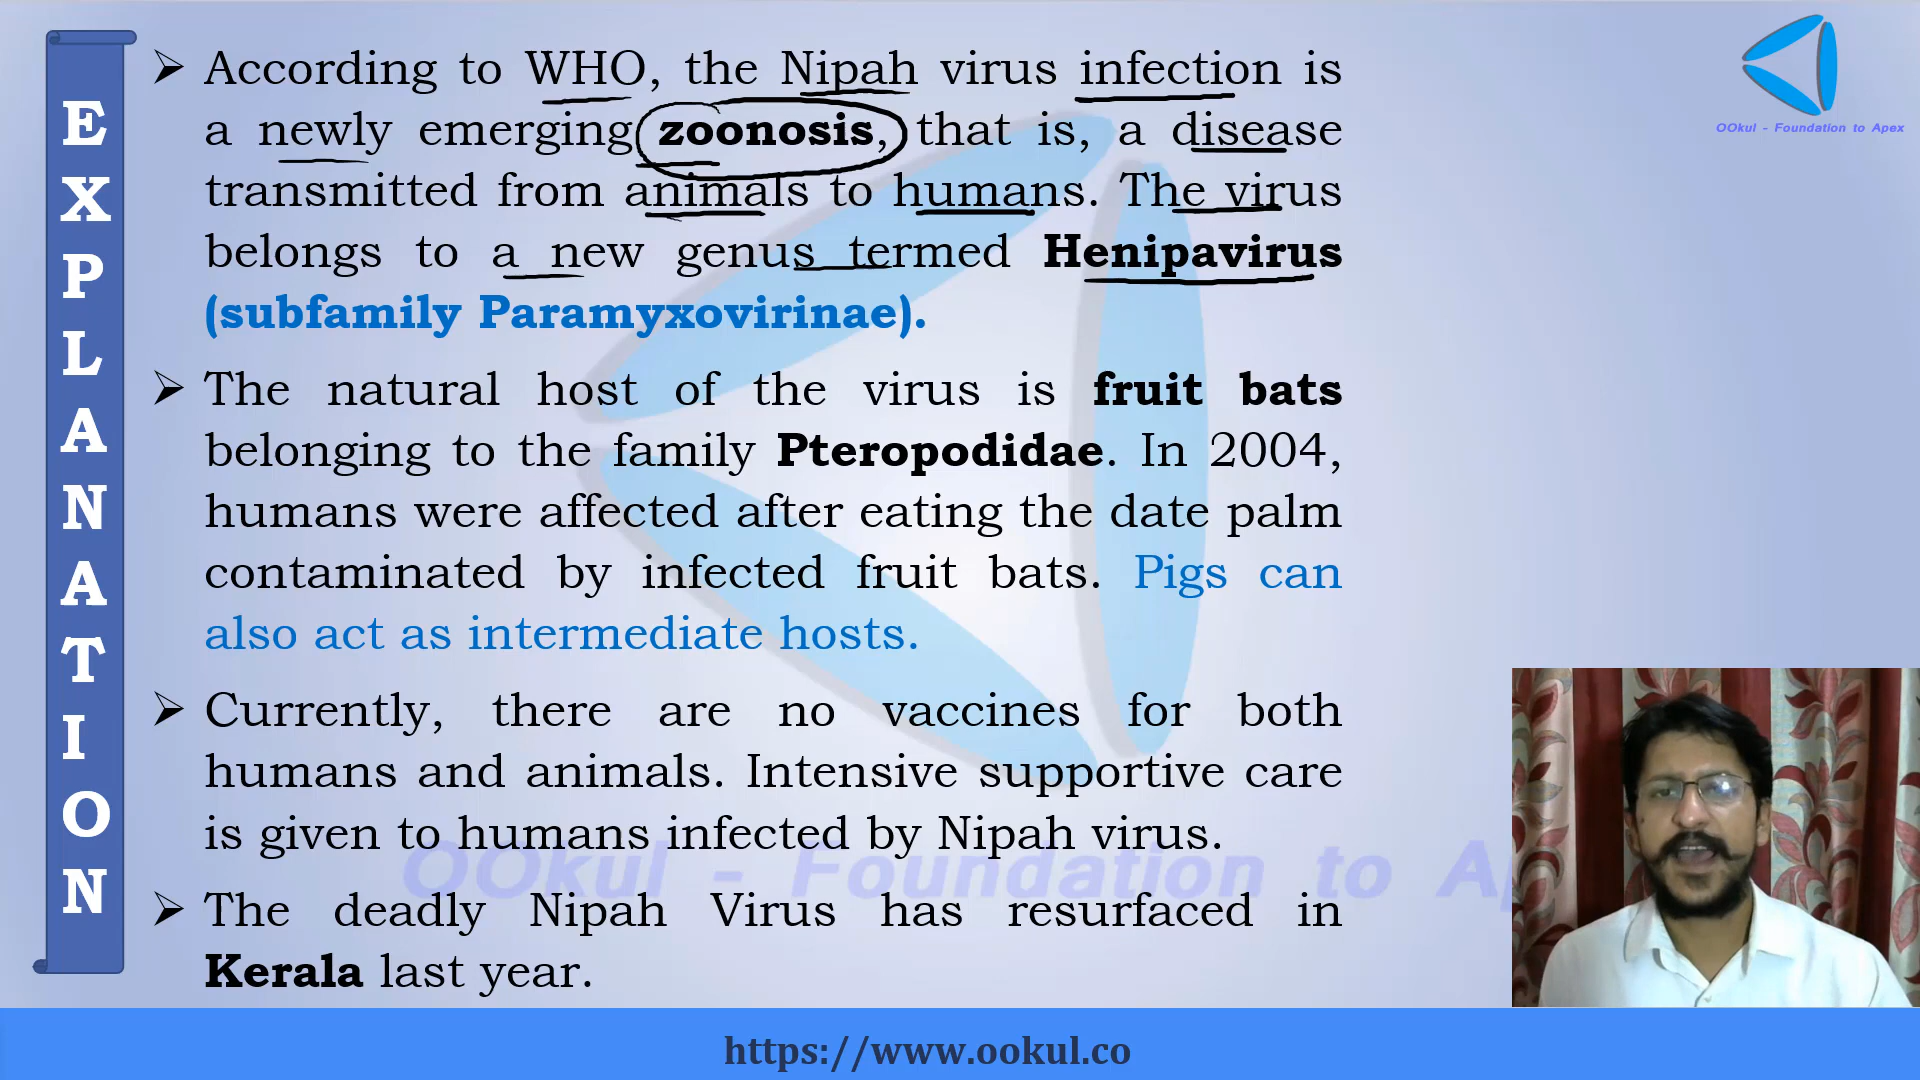 OOkul - Foundation to Apex
EXPLANATION
➢ According to WHO, the Nipah virus infection is
a newly emerging zoonosis, that is, a disease
transmitted from animals to humans. The virus
belongs to a new genus termed Henipavirus
(subfamily Paramyxovirinae).
➢ The natural host of the virus is fruit bats
belonging to the family Pteropodidae. In 2004,
humans were affected after eating the date palm
contaminated by infected fruit bats. Pigs can
also act as intermediate hosts.
➢ Currently, there are no vaccines for both
humans and animals. Intensive supportive care
is given to humans infected by Nipah virus.
OOkul - Foundation to Ap
➢ The deadly Nipah Virus has resurfaced in
Kerala last year.
https://www.ookul.co